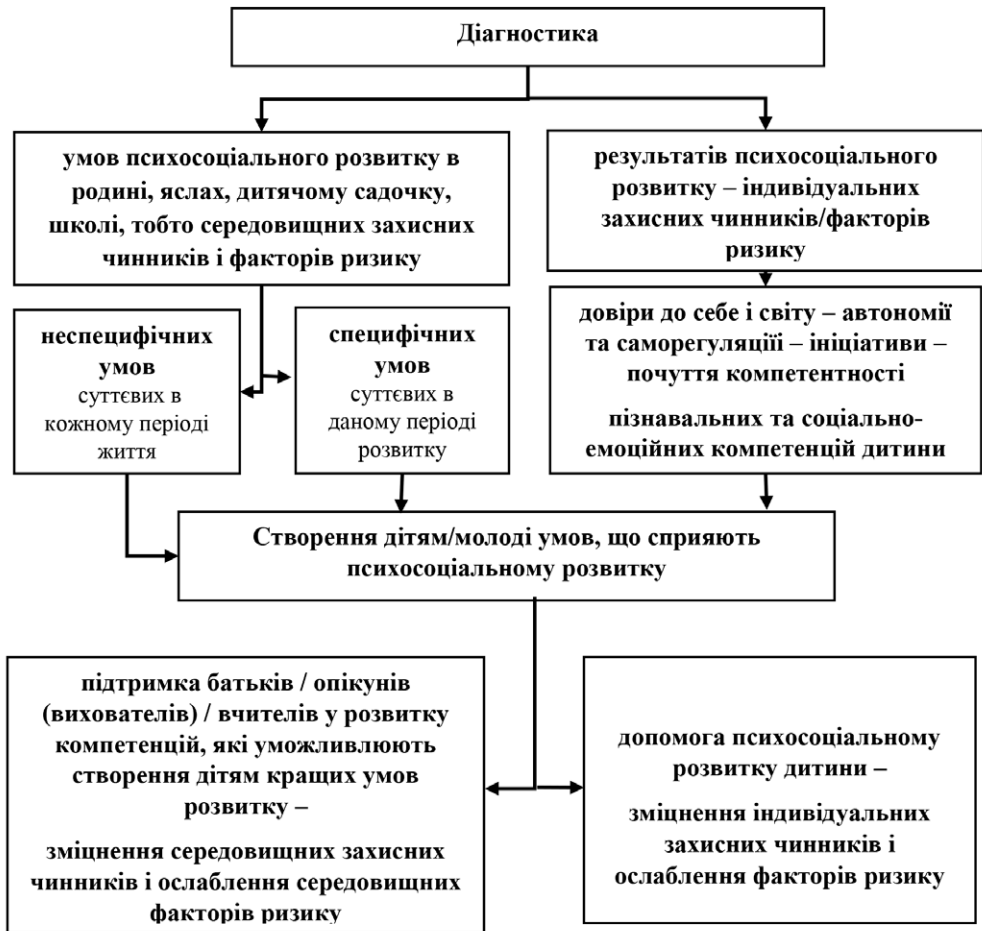 Діагностика
умов психосоціального розвитку в
родині, яслах, дитячому садочку,
школі, тобто середовищних захисних
чинників і факторів ризику
результатів психосоціального
розвитку – індивідуальних
захисних чинників/факторів
ризику
неспецифічних
умов
суттєвих в
кожному періоді
життя
специфічних
умов
суттєвих в
даному періоді
розвитку
довіри до себе і світу – автономії
та саморегуляціїї – ініціативи –
почуття компетентності
пізнавальних та соціально-
емоційних компетенцій дитини
Створення дітям/молоді умов, що сприяють
психосоціальному розвитку
підтримка батьків / опікунів
(вихователів) / вчителів у розвитку
компетенцій, які уможливлюють
створення дітям кращих умов
розвитку –
зміцнення середовищних захисних
чинників і ослаблення середовищних
факторів ризику
допомога психосоціальному
розвитку дитини –
зміцнення індивідуальних
захисних чинників і
ослаблення факторів ризику